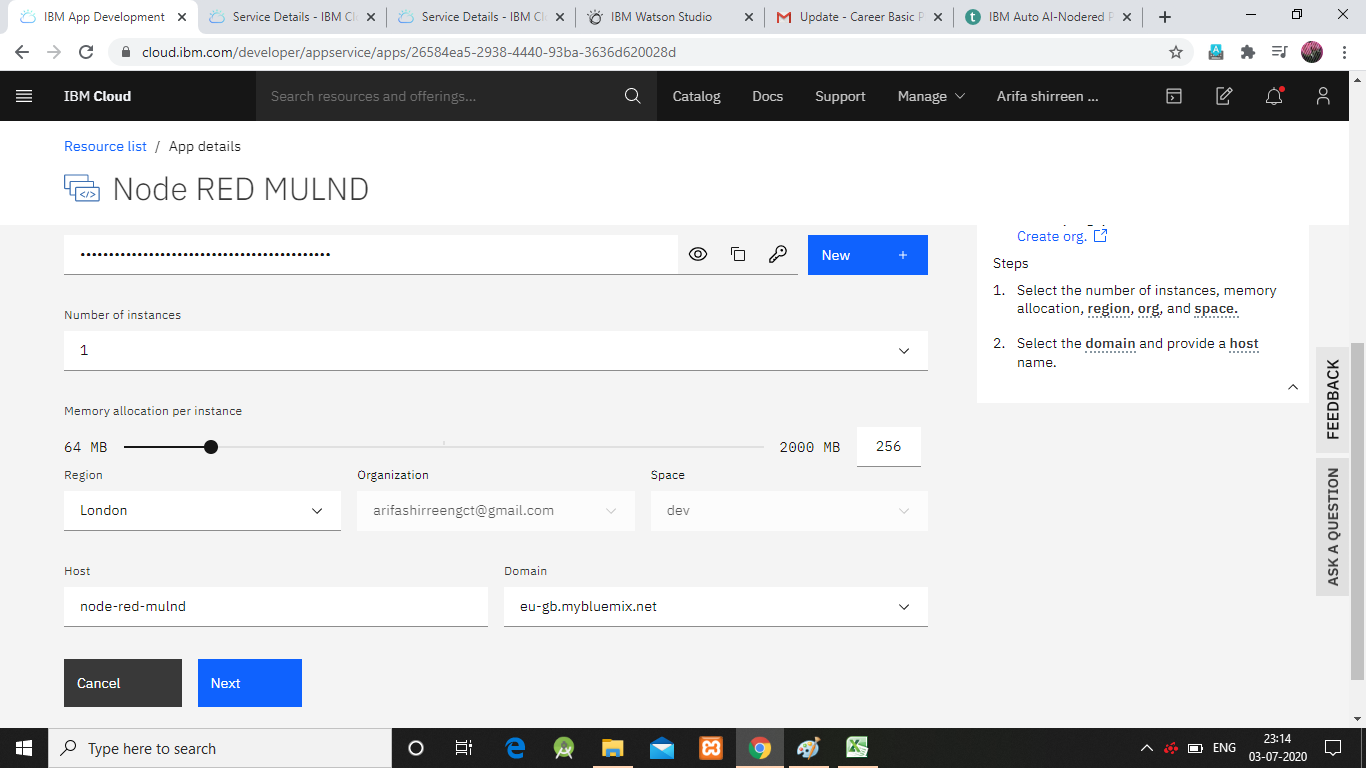 IBM App Development
Service Details - IBM Cl
Service Details - IBM Cl
IBM Watson Studio
Update - Career Basic P
IBM Auto AI-Nodered P
cloud.ibm.com/developer/appservice/apps/26584ea5-2938-4440-93ba-3636d620028d
IBM Cloud
Search resources and offerings...
Catalog
Docs
Support
Manage
Arifa shirreen ...
Resource list / App details
Node RED MULND
New +
Number of instances
1
Memory allocation per instance
64 MB
2000 MB
256
Region
Organization
Space
London
arifashirreengct@gmail.com
dev
Host
Domain
node-red-mulnd
eu-gb.mybluemix.net
Cancel
Next
Create org.
Steps
1. Select the number of instances, memory
allocation, region, org, and space.
2. Select the domain and provide a host
name.
FEEDBACK
ASK A QUESTION
Type here to search
ENG
23:14
03-07-2020